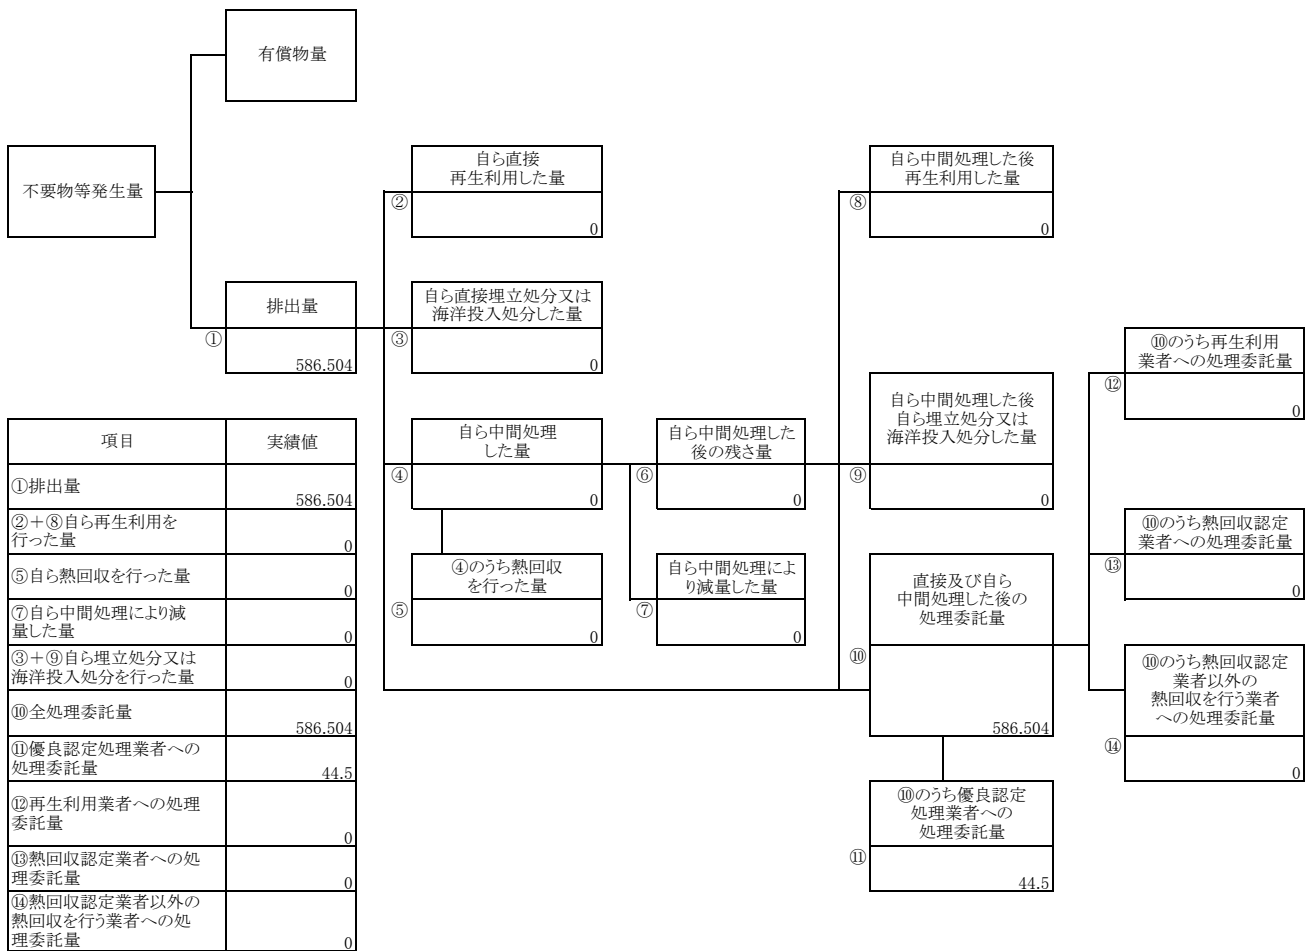 有償物量
不要物等発生量
自ら直接
再生利用した量
②
0
自ら中間処理した後
再生利用した量
⑧
0
排出量
①
586.504
自ら直接埋立処分又は
海洋投入処分した量
③
0
⑩のうち再生利用
業者への処理委託量
⑫
0
自ら中間処理
した量
④
0
自ら中間処理した
後の残さ量
⑥
0
自ら中間処理した後
自ら埋立処分又は
海洋投入処分した量
⑨
0
⑩のうち熱回収認定
業者への処理委託量
⑬
0
④のうち熱回収
を行った量
⑤
0
自ら中間処理によ
り減量した量
⑦
0
直接及び自ら
中間処理した後の
処理委託量
⑩
586.504
⑩のうち熱回収認定
業者以外の
熱回収を行う業者
への処理委託量
⑭
0
⑩のうち優良認定
処理業者への
処理委託量
⑪
44.5
項目
実績値
①排出量
586.504
②+⑧自ら再生利用を
行った量
0
⑤自ら熱回収を行った量
0
⑦自ら中間処理により減
量した量
0
③+⑨自ら埋立処分又は
海洋投入処分を行った量
0
⑩全処理委託量
586.504
⑪優良認定処理業者への
処理委託量
44.5
⑫再生利用業者への処理
委託量
0
⑬熱回収認定業者への処
理委託量
0
⑭熱回収認定業者以外の
熱回収を行う業者への処
理委託量
0